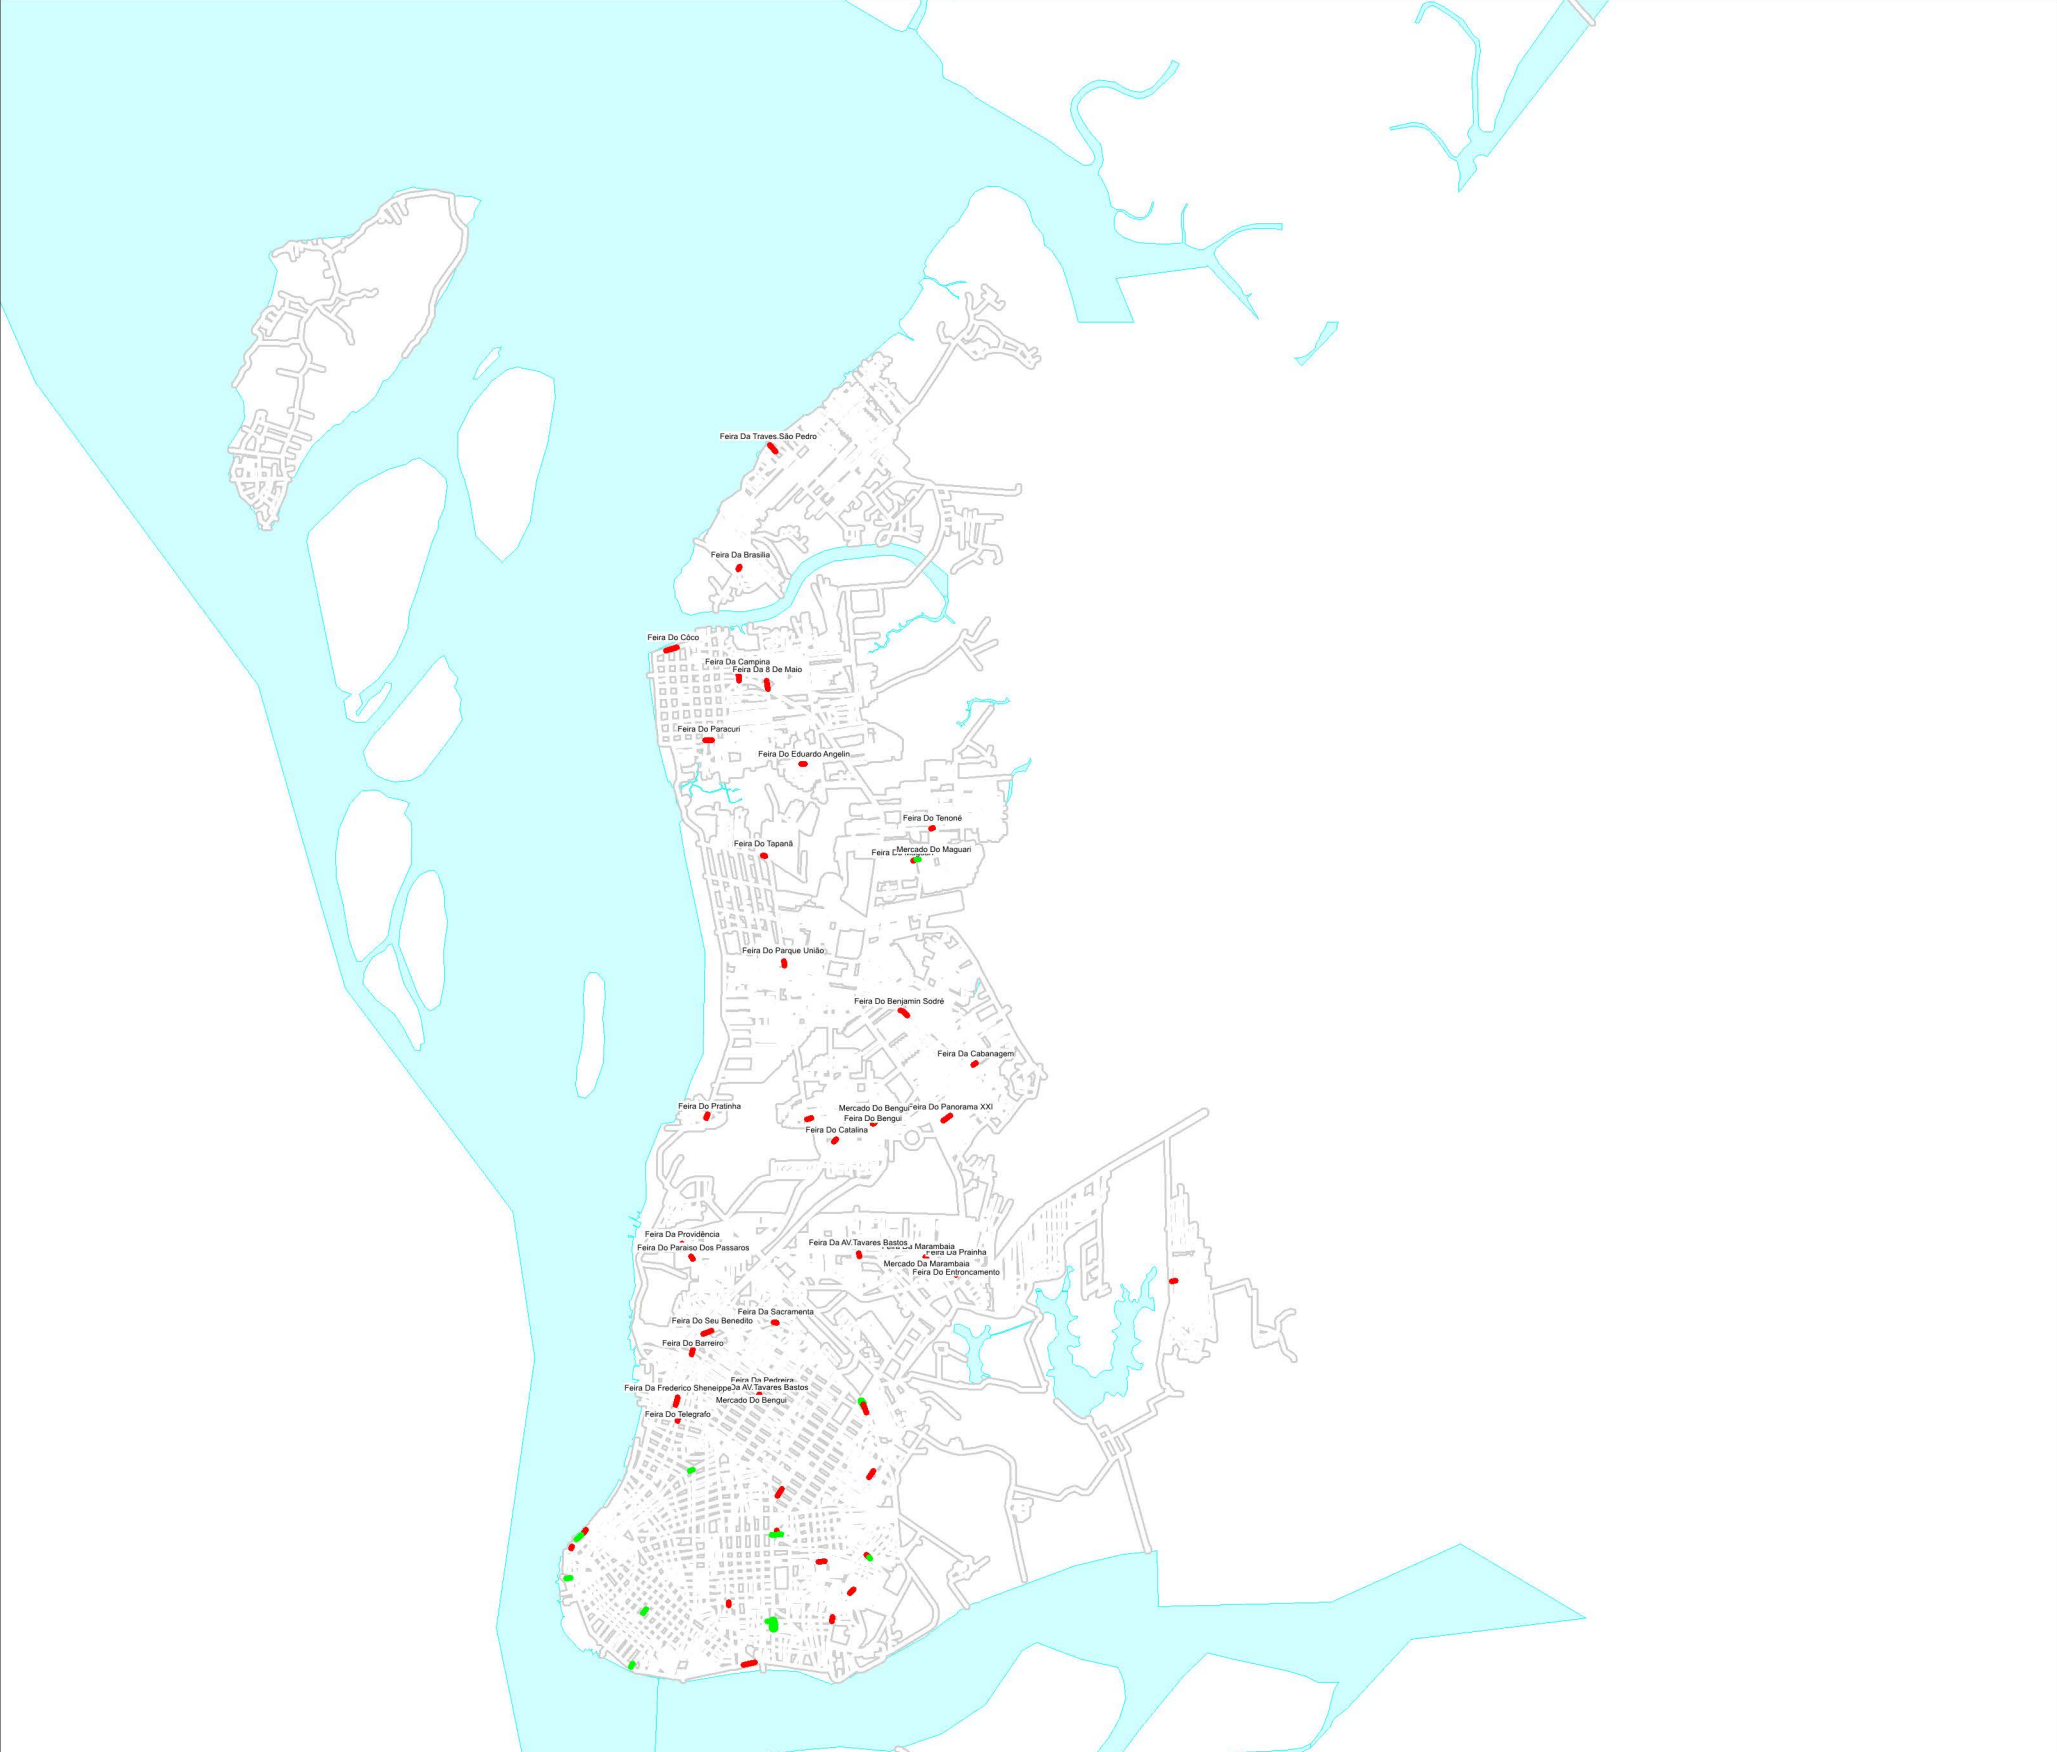 Feira Da Traves.São Pedro
Feira Da Brasilia
Feira Do Côco
Feira Da Campina
Feira Da 8 De Maio
Feira Do Paracuri
Feira Do Eduardo Angelin
Feira Do Tenoné
Feira Do Tapanã
Mercado Do Maguari
Feira Do Parque União
Feira Do Benjamin Sodré
Feira Da Cabanagem
Feira Do Pratinha
Mercado Do Bengui
Feira Do Panorama XXI
Feira Do Bengui
Feira Do Catalina
Feira Da Providência
Feira Do Paraiso Dos Passaros
Feira Da AV.Tavares Bastos
Da Marambaia
Feira Da Prainha
Mercado Da Marambaia
Feira Do Entroncamento
Feira Da Sacramenta
Feira Do Seu Benedito
Feira Do Barreiro
Feira Da Pedreira
Feira Da Frederico Sheneippe
Da AV.Tavares Bastos
Mercado Do Bengui
Feira Do Telegrafo